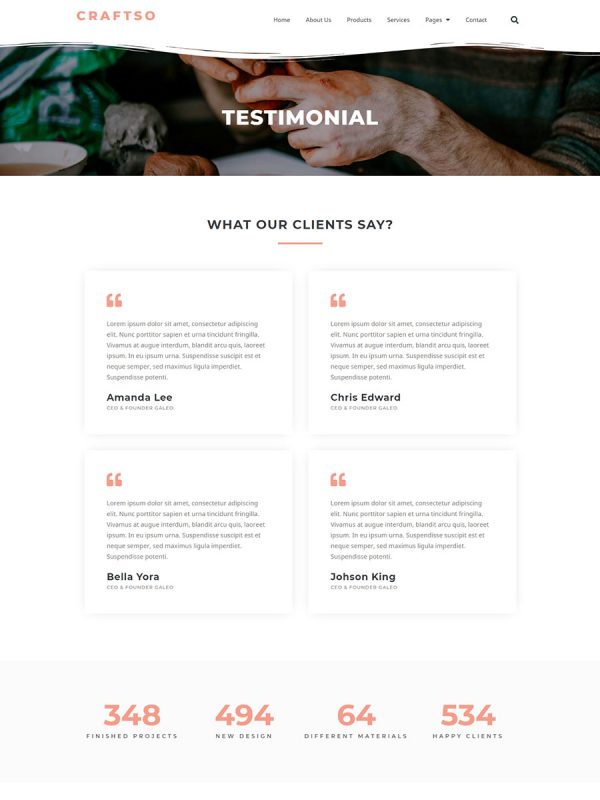 CRAFTSO
Home About Us Products Services Pages Contact
TESTIMONIAL
WHAT OUR CLIENTS SAY?
Lorem ipsum dolor sit amet, consectetur adipiscing
elit. Nunc porttitor sapien et urna tincidunt fringilla.
Vivamus at augue interdum, blandit arcu quis, laoreet
ipsum. In eu ipsum urna. Suspendisse suscipit est et
neque semper, sed maximus ligula imperdiet.
Suspendisse potenti.
Amanda Lee
CEO & FOUNDER GALEO
Lorem ipsum dolor sit amet, consectetur adipiscing
elit. Nunc porttitor sapien et urna tincidunt fringilla.
Vivamus at augue interdum, blandit arcu quis, laoreet
ipsum. In eu ipsum urna. Suspendisse suscipit est et
neque semper, sed maximus ligula imperdiet.
Suspendisse potenti.
Chris Edward
CEO & FOUNDER GALEO
Lorem ipsum dolor sit amet, consectetur adipiscing
elit. Nunc porttitor sapien et urna tincidunt fringilla.
Vivamus at augue interdum, blandit arcu quis, laoreet
ipsum. In eu ipsum urna. Suspendisse suscipit est et
neque semper, sed maximus ligula imperdiet.
Suspendisse potenti.
Bella Yora
CEO & FOUNDER GALEO
Lorem ipsum dolor sit amet, consectetur adipiscing
elit. Nunc porttitor sapien et urna tincidunt fringilla.
Vivamus at augue interdum, blandit arcu quis, laoreet
ipsum. In eu ipsum urna. Suspendisse suscipit est et
neque semper, sed maximus ligula imperdiet.
Suspendisse potenti.
Johson King
CEO & FOUNDER GALEO
348 494 64 534
FINISHED PROJECTS NEW DESIGN DIFFERENT MATERIALS HAPPY CLIENTS